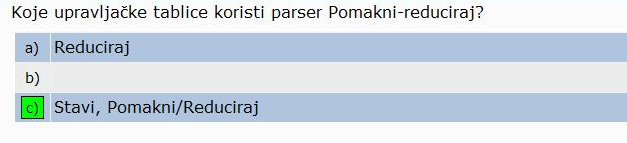 Koje upravljačke tablice koristi parser Pomakni-reduciraj?
a) Reduciraj
b)
c) Stavi, Pomakni/Reduciraj